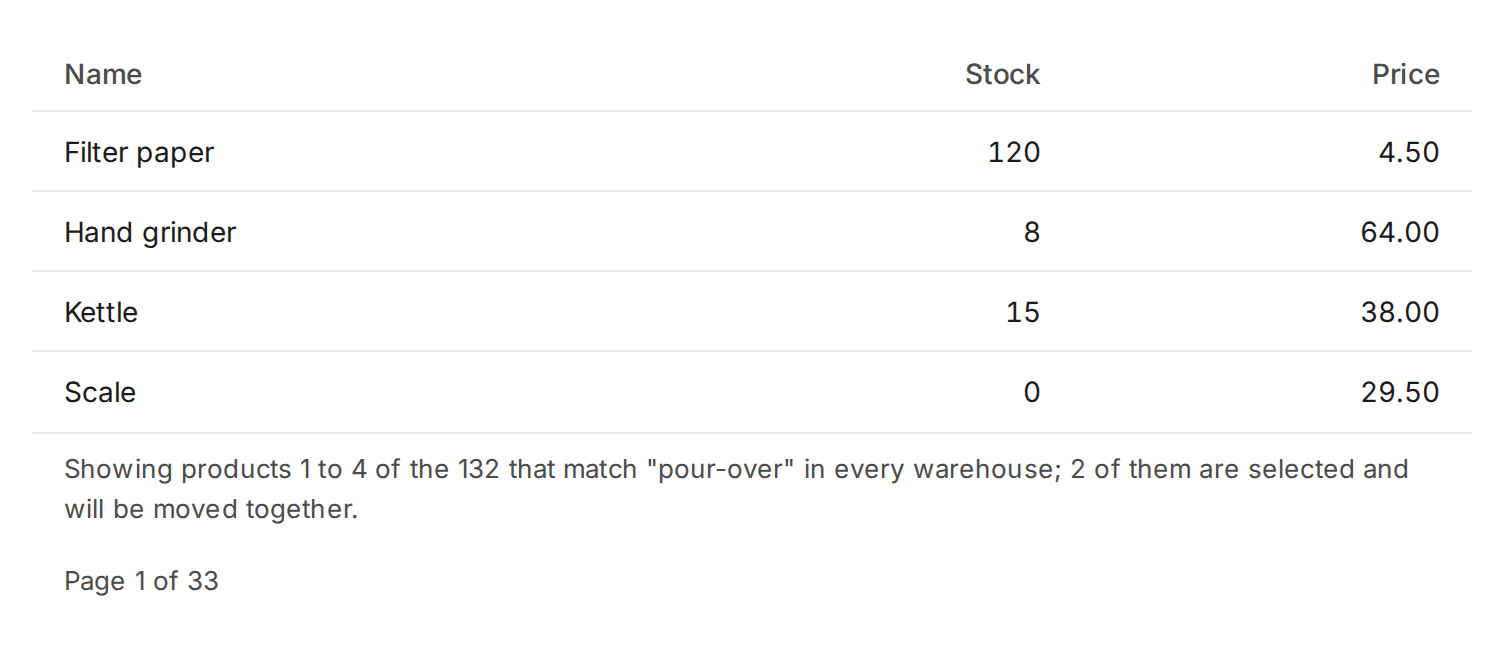 Name Stock Price
Filter paper 120 4.50
Hand grinder 8 64.00
Kettle 15 38.00
Scale 0 29.50
Showing products 1 to 4 of the 132 that match "pour-over" in every warehouse; 2 of them are selected and
will be moved together.
Page 1 of 33